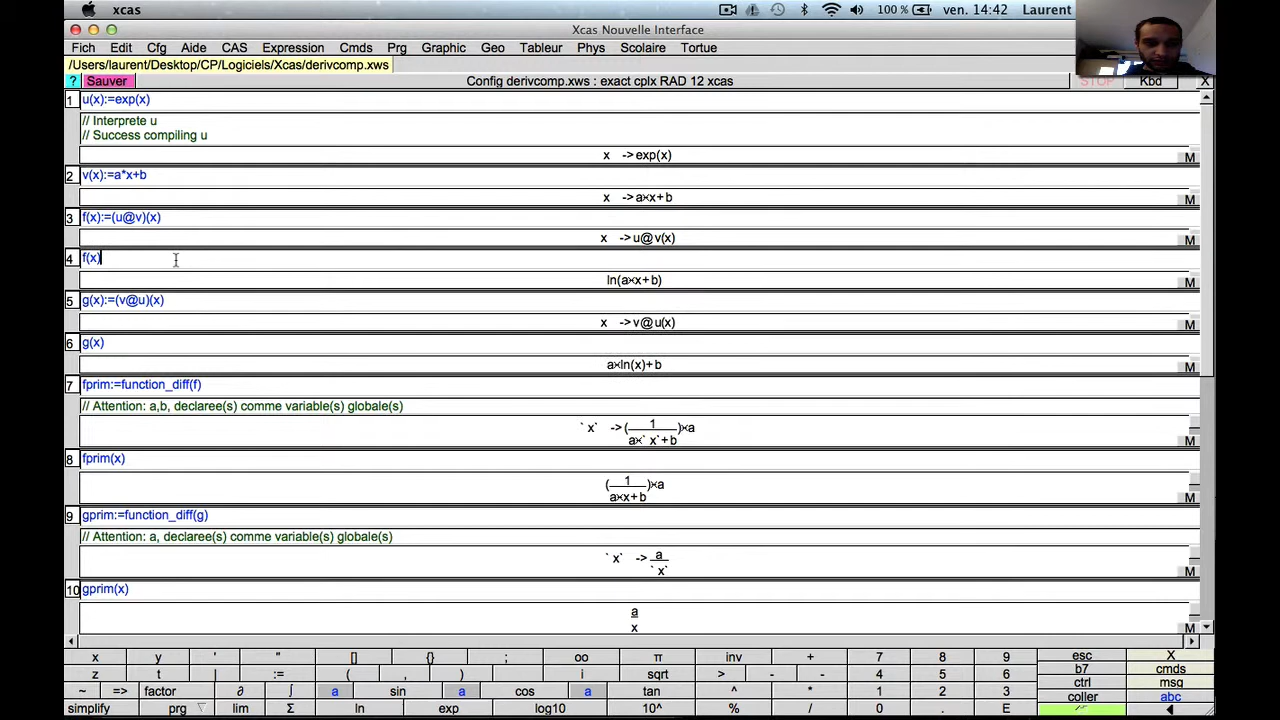 xcas 100 % ven. 14:42 Laurent
Xcas Nouvelle Interface
Fich Edit Cfg Aide CAS Expression Cmds Prg Graphic Geo Tableur Phys Scolaire Tortue
/Users/laurent/Desktop/CP/Logiciels/Xcas/derivcomp.xws
? Sauver Config derivcomp.xws : exact cplx RAD 12 xcas STOP Kbd X
1 u(x):=exp(x)
// Interprete u
// Success compiling u
x ->exp(x) M
2 v(x):=a*x+b
x ->a×x+b M
3 f(x):=(u@v)(x)
x ->u@v(x) M
4 f(x)
ln(a×x+b) M
5 g(x):=(v@u)(x)
x ->v@u(x) M
6 g(x)
a×ln(x)+b M
7 fprim:=function_diff(f)
// Attention: a,b, declaree(s) comme variable(s) globale(s)
` x` ->(1/(a×` x`+b))×a M
8 fprim(x)
(1/(a×x+b))×a M
9 gprim:=function_diff(g)
// Attention: a, declaree(s) comme variable(s) globale(s)
` x` ->a/` x` M
10 gprim(x)
a/x M
x y ' " [] {} ; oo π inv + 7 8 9 esc X
z t | := ( , ) i sqrt > - - 4 5 6 b7 cmds
~ => factor ∂ ∫ a sin a cos a tan ^ * 1 2 3 ctrl msg
simplify prg lim Σ ln exp log10 10^ % / 0 . E coller abc